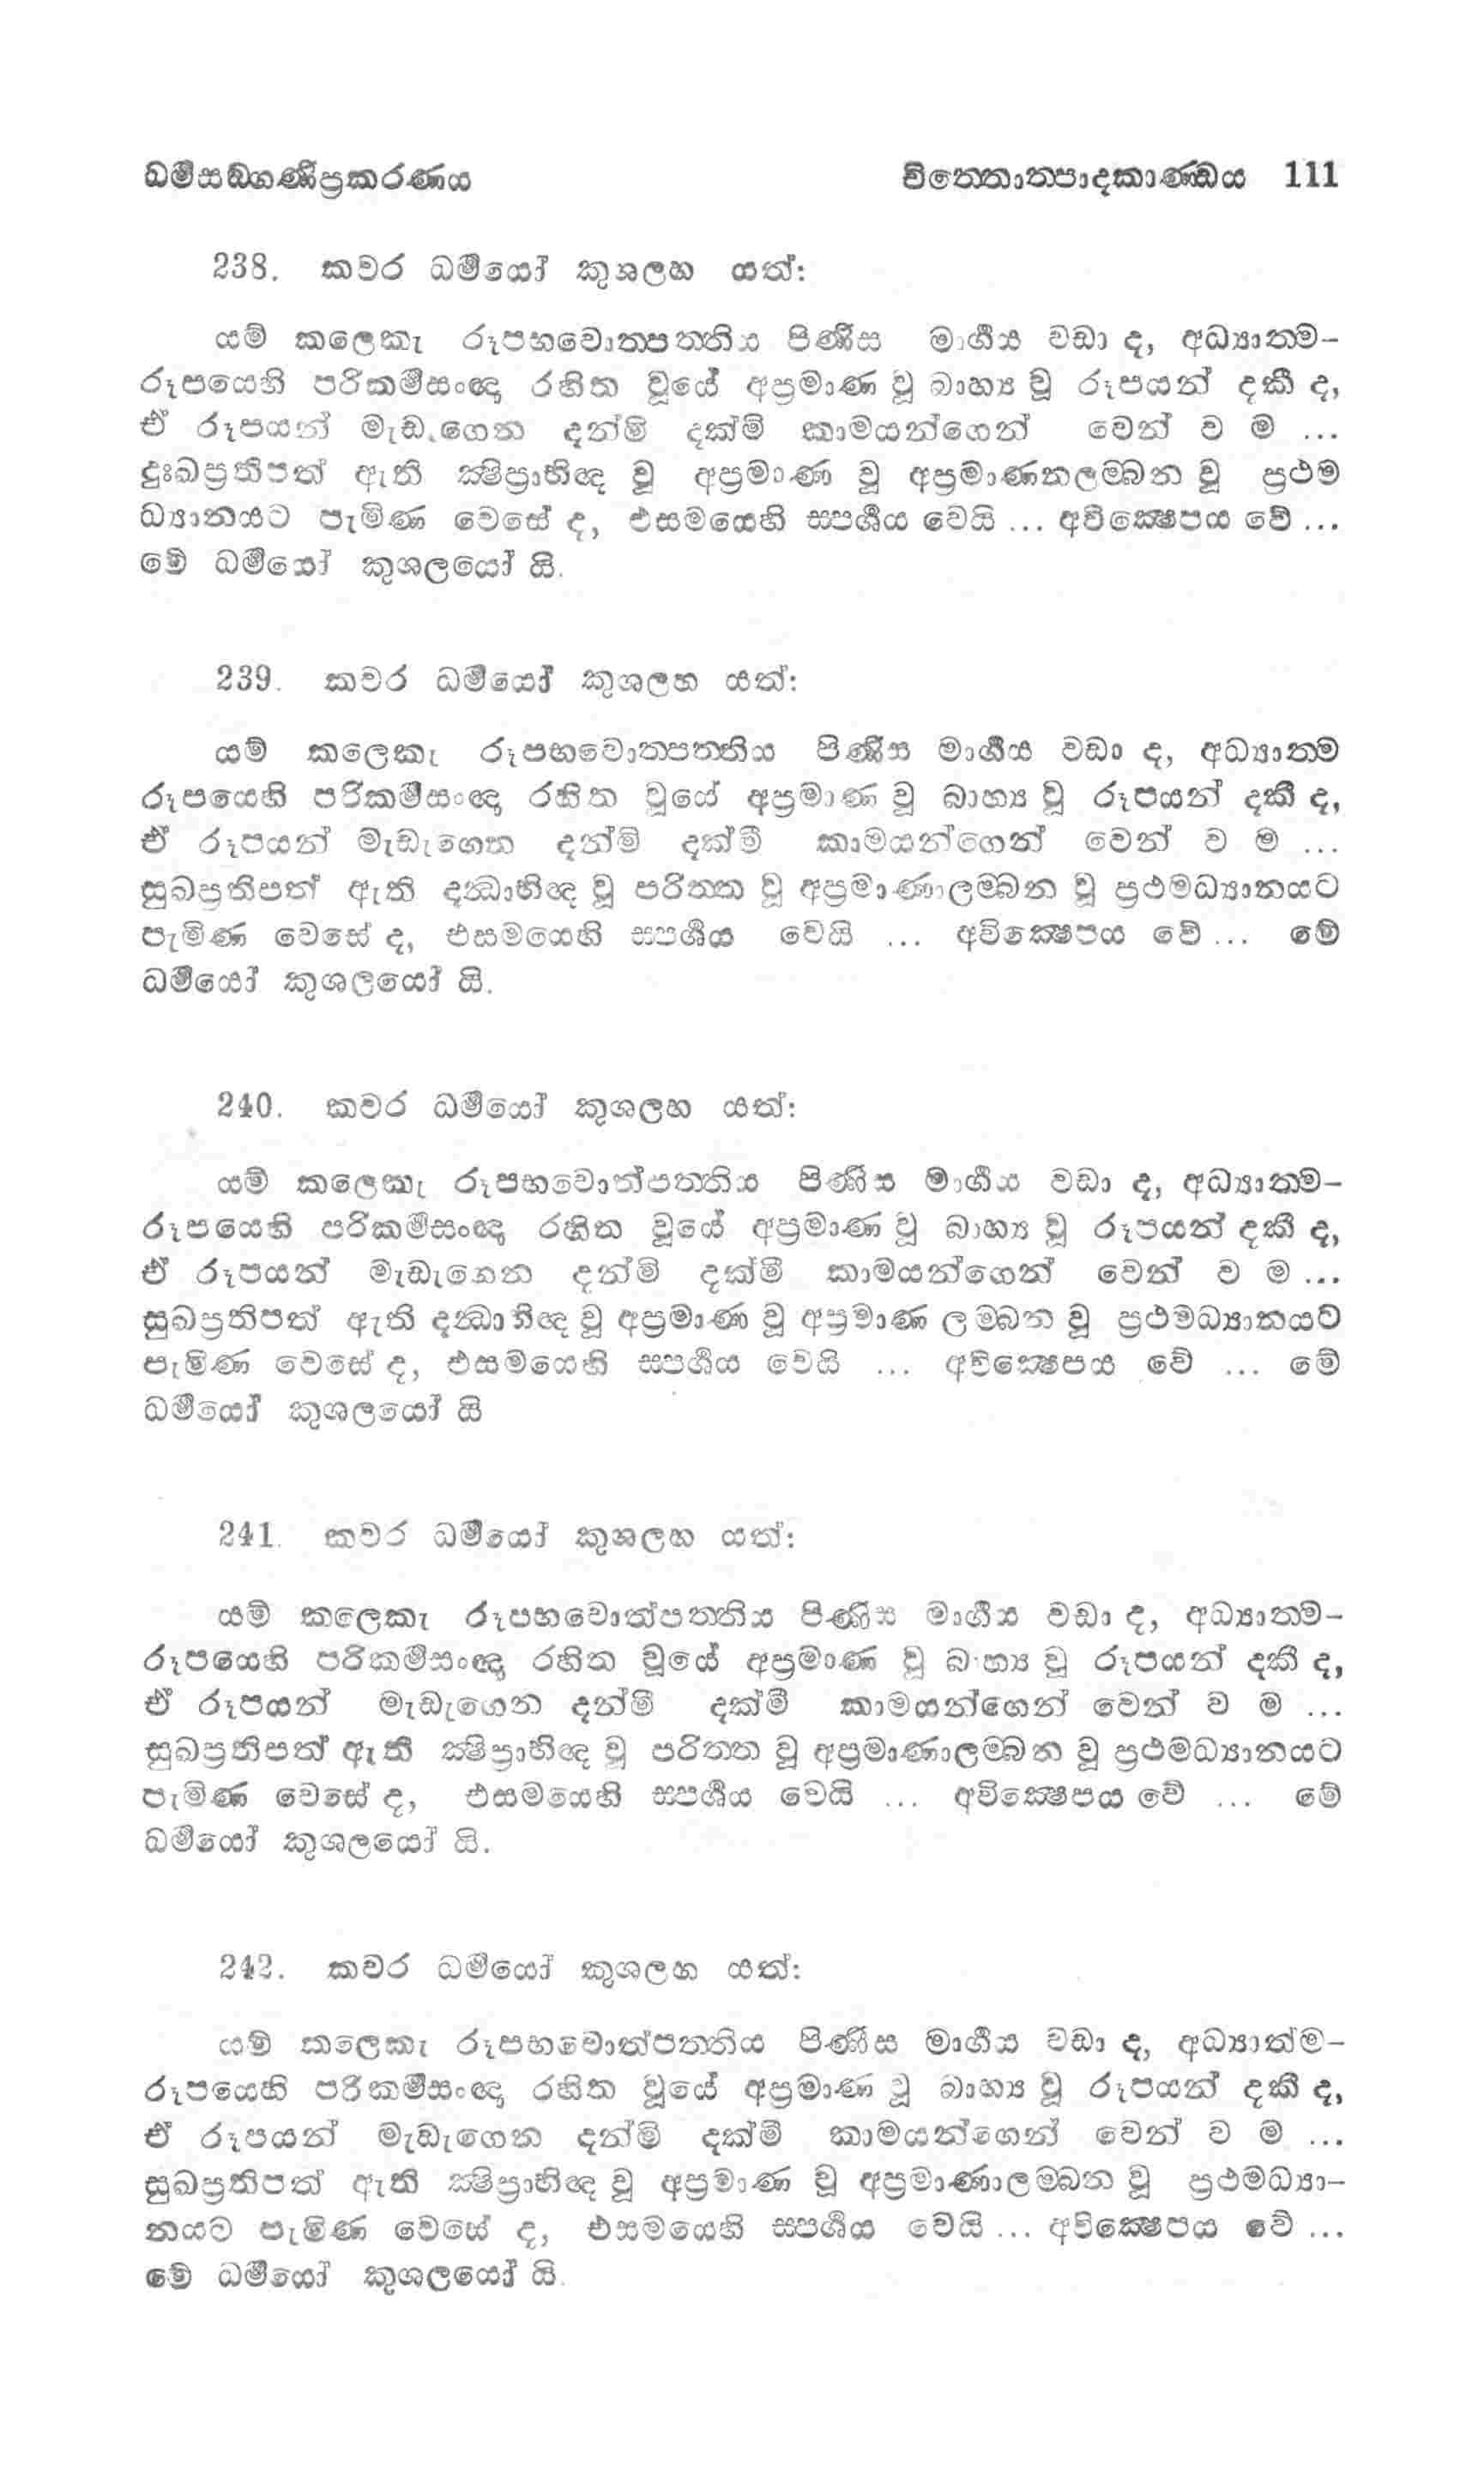 ධර්මසඞ්ගණිප්‍රකරණය	චිත්තොත්පාදකාණ්ඩය 111
238. කවර ධර්මයෝ කුශලහ යත්:
යම් කලෙකැ රූපභවොත්පත්තිය පිණිස මාර්ගය වඩා ද, අධ්‍යාත්ම-
රූපයෙහි පරිකර්මසංඥා රහිත වූයේ අප්‍රමාණ වූ බාහ්‍ය වූ රූපයන් දකී ද,
ඒ රූපයන් මැඩැගෙන දන්මි දක්මි කාමයන්ගෙන් වෙන් ව ම ...
දුඃඛප්‍රතිපත් ඇති ක්ෂිප්‍රාභිඥ වූ අප්‍රමාණ වූ අප්‍රමාණනලම්බන වූ ප්‍රථම
ධ්‍යානයට පැමිණ වෙසේ ද, එසමයෙහි ස්පර්ශය වෙයි ... අවික්ෂෙපය වේ ...
මේ ධර්මයෝ කුශලයෝ යි.
239. කවර ධර්මයෝ කුශලහ යත්:
යම් කලෙකැ රූපභවොත්පත්තිය පිණිස මාර්ගය වඩා ද, අධ්‍යාත්ම
රූපයෙහි පරිකර්මසංඥා රහිත වූයේ අප්‍රමාණ වූ බාහ්‍ය වූ රූපයන් දකී ද,
ඒ රූපයන් මැඩැගෙන දන්මි දක්මි කාමයන්ගෙන් වෙන් ව ම ...
සුඛප්‍රතිපත් ඇති දන්ධාභිඥ වූ පරිත්ත වූ අප්‍රමාණාලම්බන වූ ප්‍රථමධ්‍යානයට
පැමිණ වෙසේ ද, එසමයෙහි ස්පර්ශය වෙයි ... අවික්ෂෙපය වේ ... මේ
ධර්මයෝ කුශලයෝ යි.
240. කවර ධර්මයෝ කුශලහ යත්:
යම් කලෙකැ රූපභවොත්පත්තිය පිණිස මාර්ගය වඩා ද, අධ්‍යාත්ම-
රූපයෙහි පරිකර්මසංඥා රහිත වූයේ අප්‍රමාණ වූ බාහ්‍ය වූ රූපයන් දකී ද,
ඒ රූපයන් මැඩැගෙන දන්මි දක්මි කාමයන්ගෙන් වෙන් ව ම ...
සුඛප්‍රතිපත් ඇති දන්ධාභිඥ වූ අප්‍රමාණ වූ අප්‍රමාණ ලම්බන වූ ප්‍රථමධ්‍යානයට
පැමිණ වෙසේ ද, එසමයෙහි ස්පර්ශය වෙයි ... අවික්ෂෙපය වේ ... මේ
ධර්මයෝ කුශලයෝ යි
241. කවර ධර්මයෝ කුශලහ යත්:
යම් කලෙකැ රූපභවොත්පත්තිය පිණිස මාර්ගය වඩා ද, අධ්‍යාත්ම-
රූපයෙහි පරිකර්මසංඥා රහිත වූයේ අප්‍රමාණ වූ බාහ්‍ය වූ රූපයන් දකී ද,
ඒ රූපයන් මැඩැගෙන දන්මි දක්මි කාමයන්ගෙන් වෙන් ව ම ...
සුඛප්‍රතිපත් ඇති ක්ෂිප්‍රාභිඥ වූ පරිත්ත වූ අප්‍රමාණාලම්බන වූ ප්‍රථමධ්‍යානයට
පැමිණ වෙසේ ද, එසමයෙහි ස්පර්ශය වෙයි ... අවික්ෂෙපය වේ ... මේ
ධර්මයෝ කුශලයෝ යි.
242. කවර ධර්මයෝ කුශලහ යත්:
යම් කලෙකැ රූපභවොත්පත්තිය පිණිස මාර්ගය වඩා ද, අධ්‍යාත්ම-
රූපයෙහි පරිකර්මසංඥා රහිත වූයේ අප්‍රමාණ වූ බාහ්‍ය වූ රූපයන් දකී ද,
ඒ රූපයන් මැඩැගෙන දන්මි දක්මි කාමයන්ගෙන් වෙන් ව ම ...
සුඛප්‍රතිපත් ඇති ක්ෂිප්‍රාභිඥ වූ අප්‍රමාණ වූ අප්‍රමාණාලම්බන වූ ප්‍රථමධ්‍යා-
නයට පැමිණ වෙසේ ද, එසමයෙහි ස්පර්ශය වෙයි ... අවික්ෂෙපය වේ ...
මේ ධර්මයෝ කුශලයෝ යි.